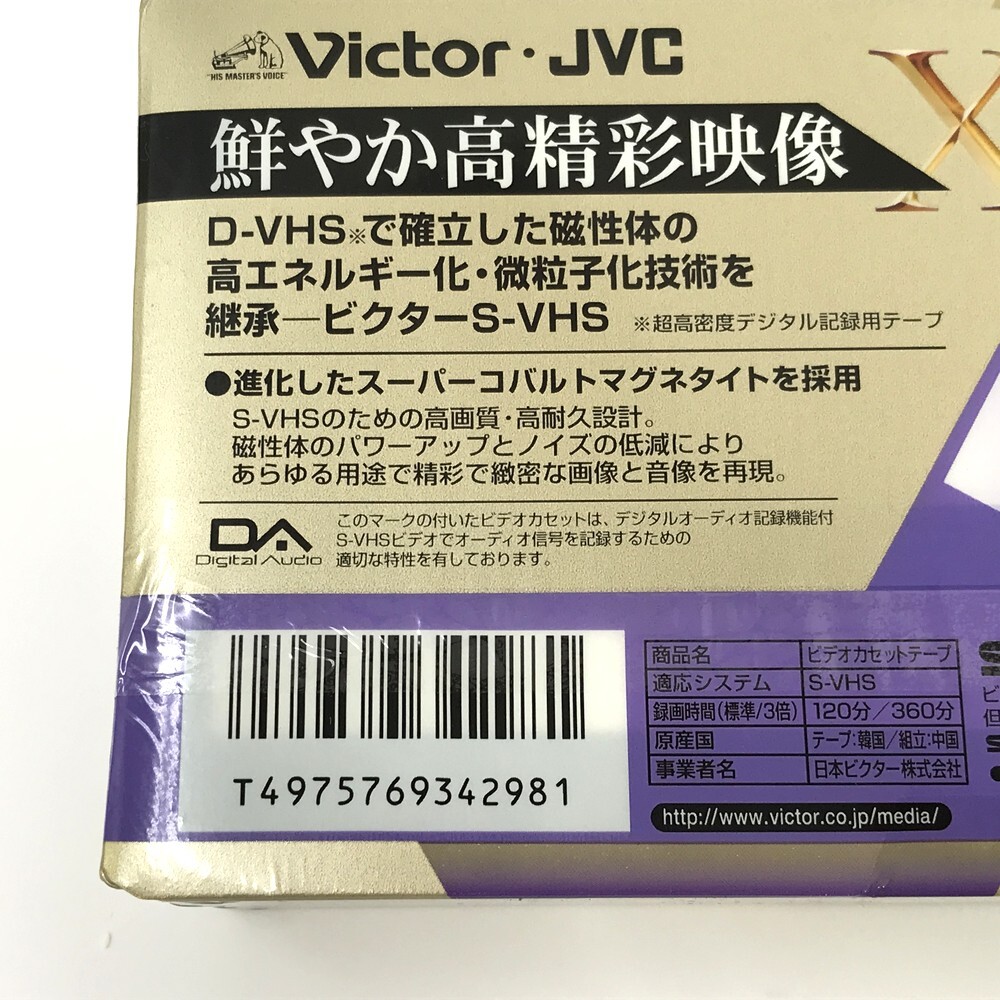 "HIS MASTER'S VOICE" Victor・JVC
X
鮮やか高精彩映像
D-VHS※で確立した磁性体の
高エネルギー化・微粒子化技術を
継承―ビクターS-VHS ※超高密度デジタル記録用テープ
●進化したスーパーコバルトマグネタイトを採用
S-VHSのための高画質・高耐久設計。
磁性体のパワーアップとノイズの低減により
あらゆる用途で精彩で緻密な画像と音像を再現。
DA
Digital Audio
このマークの付いたビデオカセットは、デジタルオーディオ記録機能付
S-VHSビデオでオーディオ信号を記録するための
適切な特性を有しております。
T4975769342981
商品名 ビデオカセットテープ
適応システム S-VHS
録画時間(標準/3倍) 120分/360分
原産国 テープ:韓国/組立:中国
事業者名 日本ビクター株式会社
http://www.victor.co.jp/media/